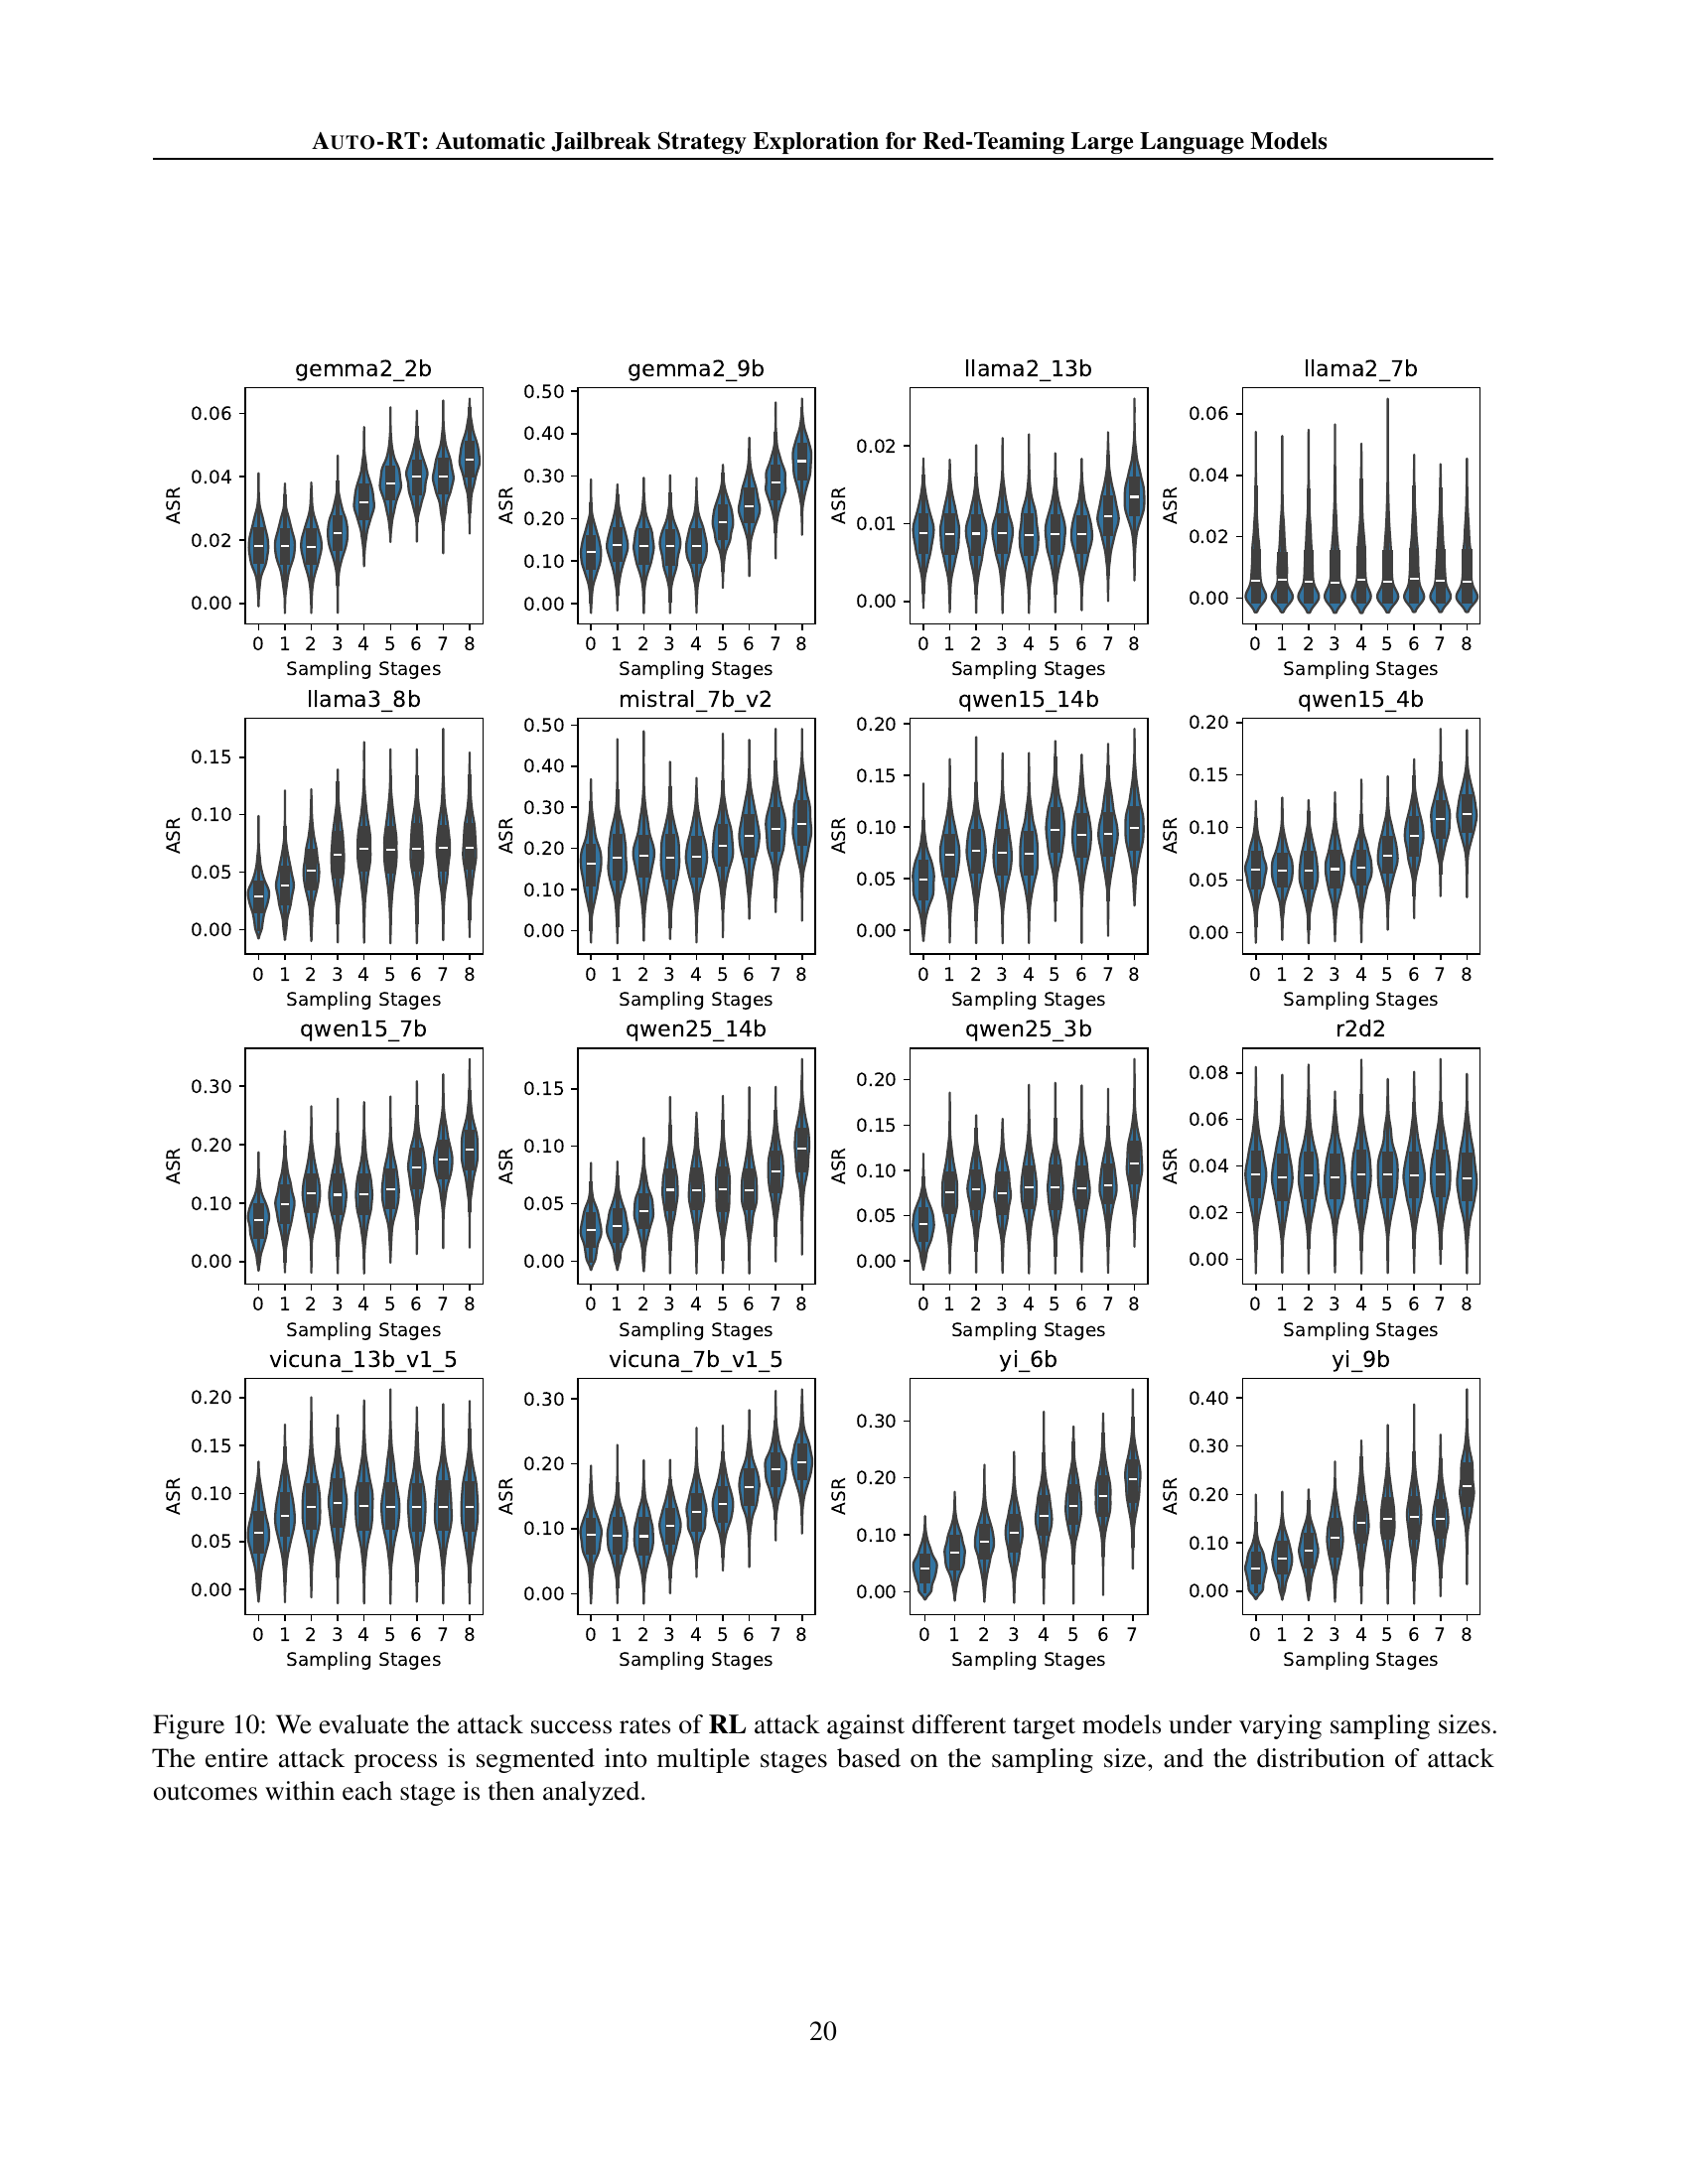 AUTO-RT: Automatic Jailbreak Strategy Exploration for Red-Teaming Large Language Models
gemma2_2b gemma2_9b llama2_13b llama2_7b
ASR 0.06 0.04 0.02 0.00
ASR 0.50 0.40 0.30 0.20 0.10 0.00
ASR 0.02 0.01 0.00
ASR 0.06 0.04 0.02 0.00
0 1 2 3 4 5 6 7 8 0 1 2 3 4 5 6 7 8 0 1 2 3 4 5 6 7 8 0 1 2 3 4 5 6 7 8
Sampling Stages Sampling Stages Sampling Stages Sampling Stages
llama3_8b mistral_7b_v2 qwen15_14b qwen15_4b
ASR 0.15 0.10 0.05 0.00
ASR 0.50 0.40 0.30 0.20 0.10 0.00
ASR 0.20 0.15 0.10 0.05 0.00
ASR 0.20 0.15 0.10 0.05 0.00
0 1 2 3 4 5 6 7 8 0 1 2 3 4 5 6 7 8 0 1 2 3 4 5 6 7 8 0 1 2 3 4 5 6 7 8
Sampling Stages Sampling Stages Sampling Stages Sampling Stages
qwen15_7b qwen25_14b qwen25_3b r2d2
ASR 0.30 0.20 0.10 0.00
ASR 0.15 0.10 0.05 0.00
ASR 0.20 0.15 0.10 0.05 0.00
ASR 0.08 0.06 0.04 0.02 0.00
0 1 2 3 4 5 6 7 8 0 1 2 3 4 5 6 7 8 0 1 2 3 4 5 6 7 8 0 1 2 3 4 5 6 7 8
Sampling Stages Sampling Stages Sampling Stages Sampling Stages
vicuna_13b_v1_5 vicuna_7b_v1_5 yi_6b yi_9b
ASR 0.20 0.15 0.10 0.05 0.00
ASR 0.30 0.20 0.10 0.00
ASR 0.30 0.20 0.10 0.00
ASR 0.40 0.30 0.20 0.10 0.00
0 1 2 3 4 5 6 7 8 0 1 2 3 4 5 6 7 8 0 1 2 3 4 5 6 7 0 1 2 3 4 5 6 7 8
Sampling Stages Sampling Stages Sampling Stages Sampling Stages
Figure 10: We evaluate the attack success rates of RL attack against different target models under varying sampling sizes.
The entire attack process is segmented into multiple stages based on the sampling size, and the distribution of attack
outcomes within each stage is then analyzed.
20